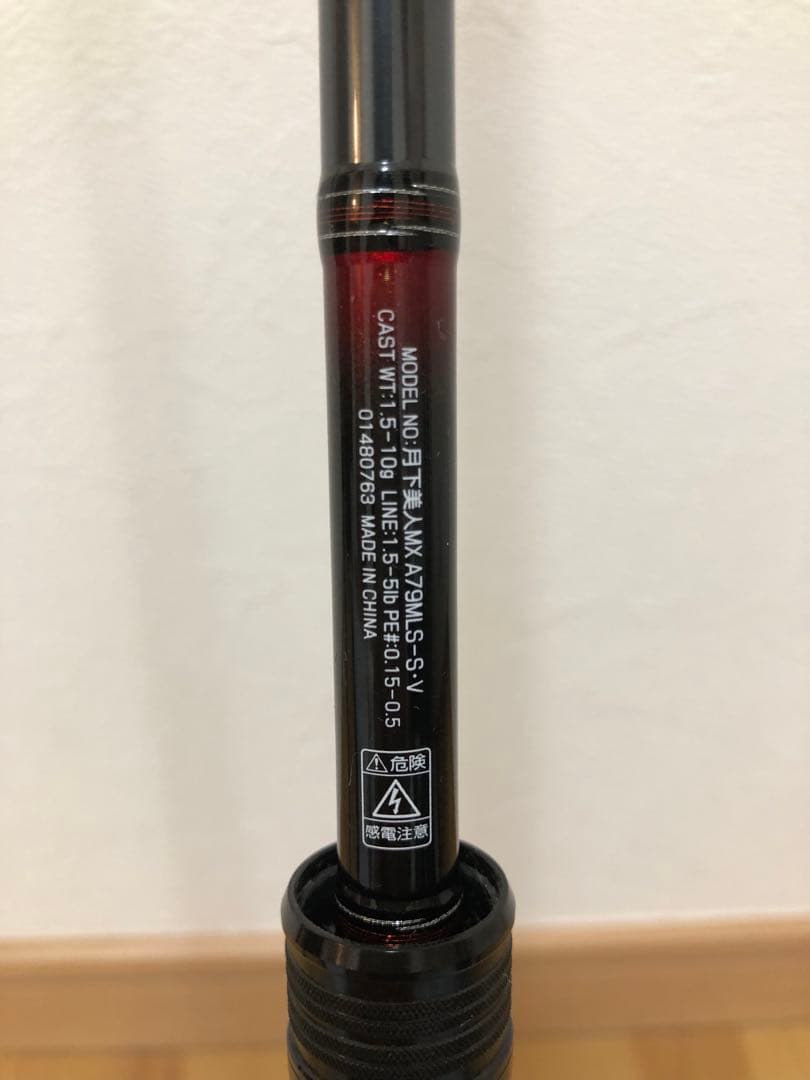 MODEL NO:月下美人MX A79MLS-S・V
CAST WT:1.5-10g LINE:1.5-5lb PE#:0.15-0.5
01480763 MADE IN CHINA
危険
感電注意